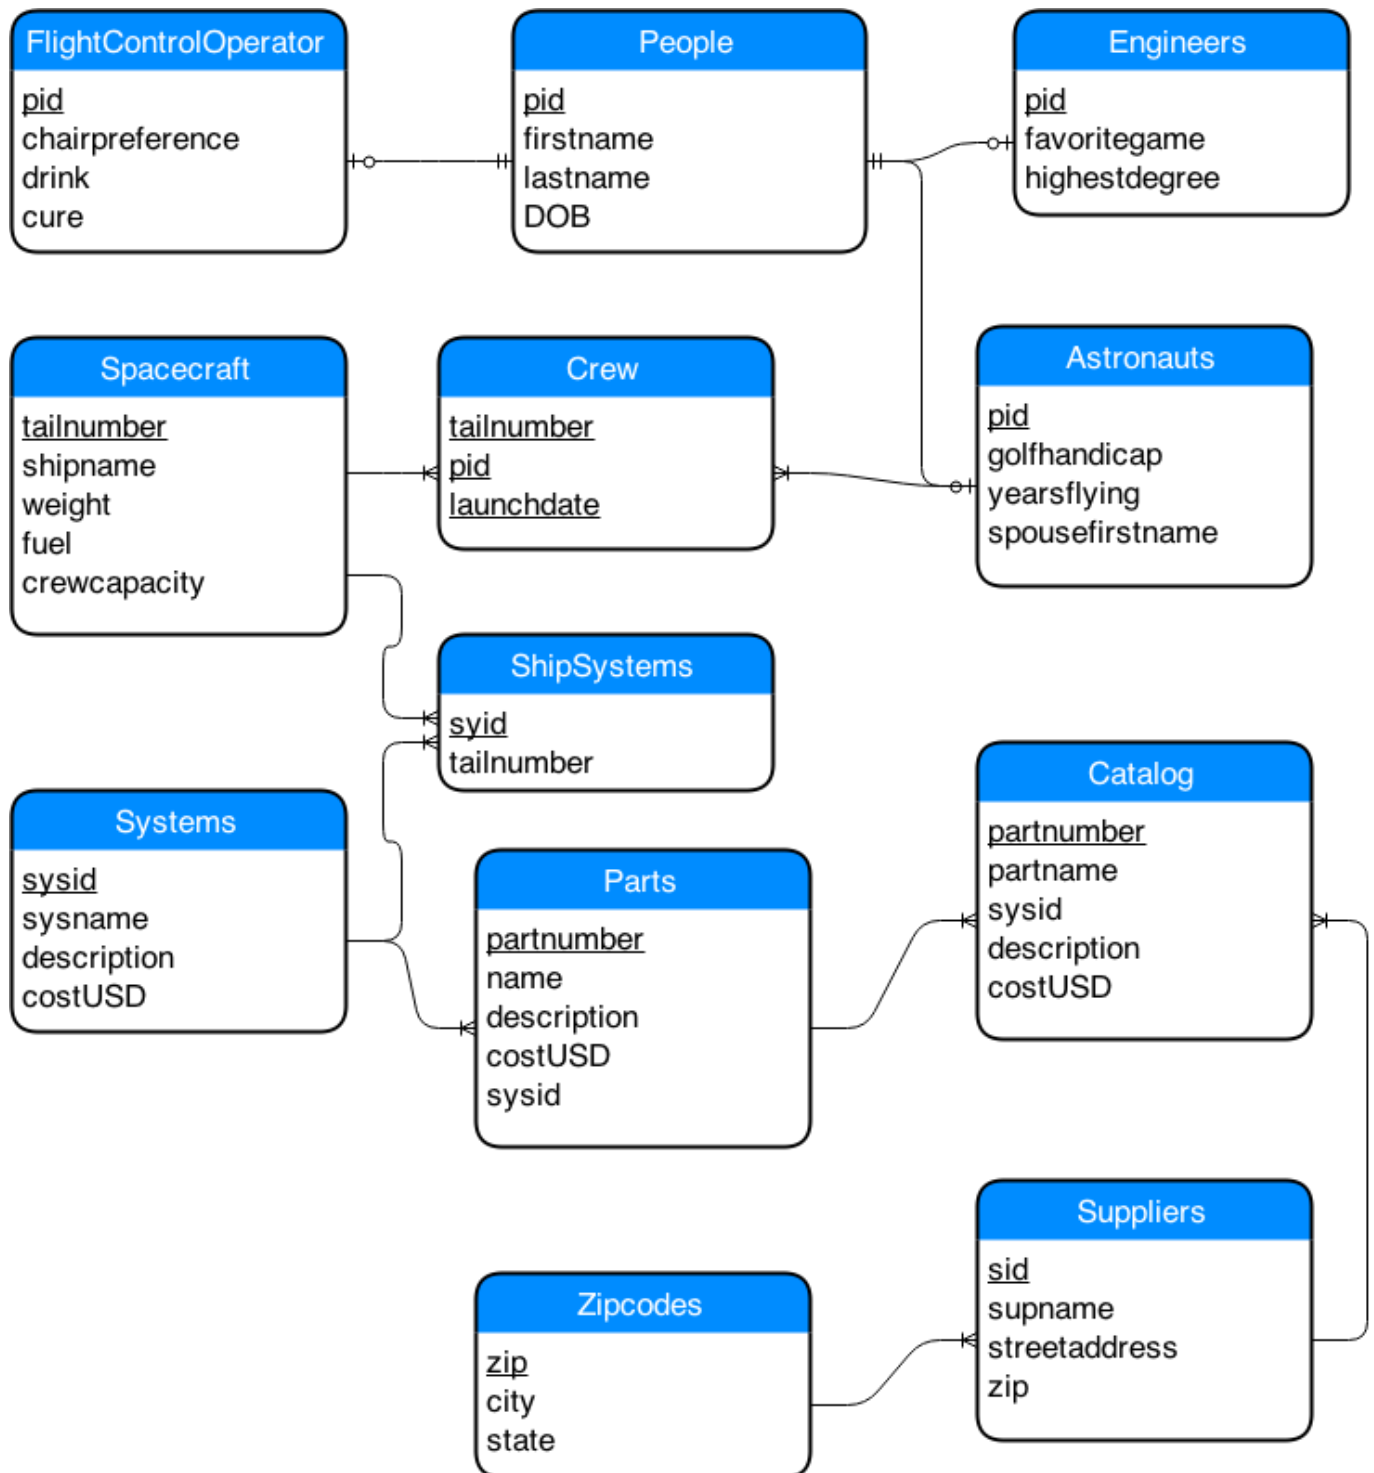 FlightControlOperator
pid
chairpreference
drink
cure
People
pid
firstname
lastname
DOB
Engineers
pid
favoritegame
highestdegree
Spacecraft
tailnumber
shipname
weight
fuel
crewcapacity
Crew
tailnumber
pid
launchdate
Astronauts
pid
golfhandicap
yearsflying
spousefirstname
ShipSystems
syid
tailnumber
Systems
sysid
sysname
description
costUSD
Parts
partnumber
name
description
costUSD
sysid
Catalog
partnumber
partname
sysid
description
costUSD
Suppliers
sid
supname
streetaddress
zip
Zipcodes
zip
city
state